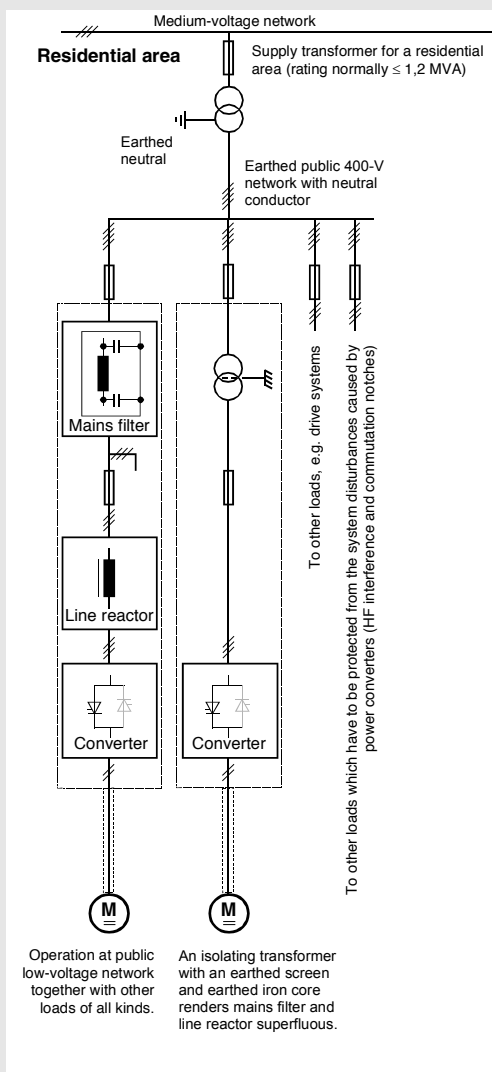 Medium-voltage network
Residential area
Supply transformer for a residential
area (rating normally ≤ 1,2 MVA)
Earthed
neutral
Earthed public 400-V
network with neutral
conductor
Mains filter
Line reactor
Converter
Converter
To other loads, e.g. drive systems
To other loads which have to be protected from the system disturbances caused by
power converters (HF interference and commutation notches)
M
M
Operation at public
low-voltage network
together with other
loads of all kinds.
An isolating transformer
with an earthed screen
and earthed iron core
renders mains filter and
line reactor superfluous.